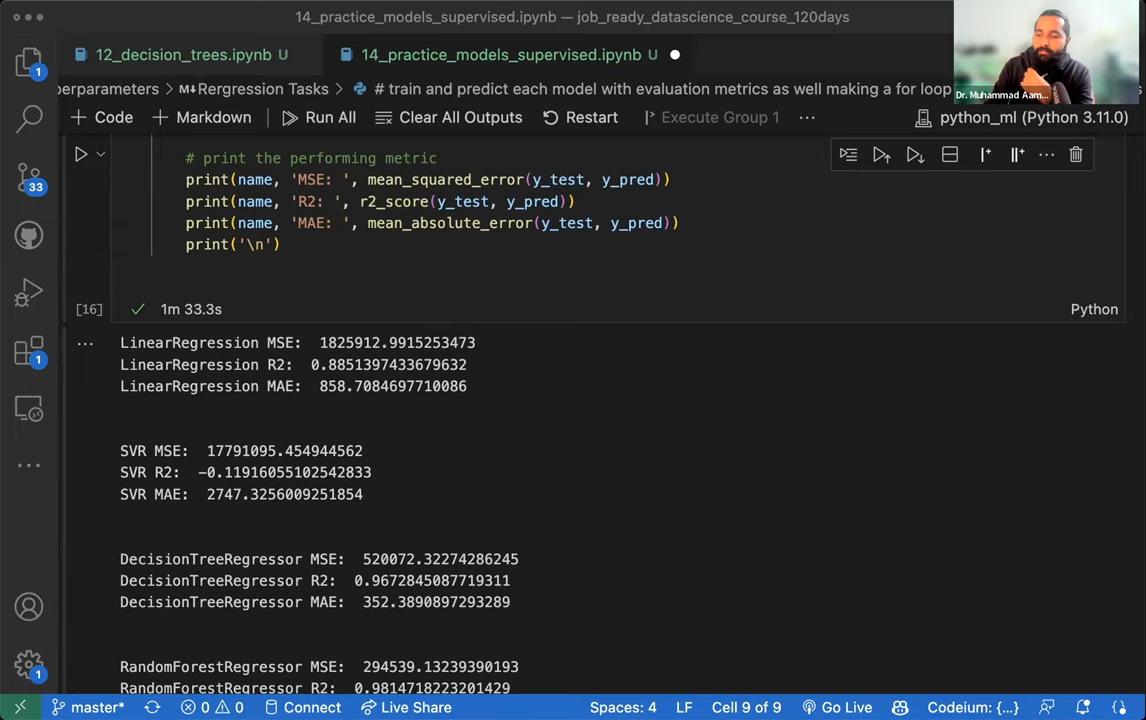 14_practice_models_supervised.ipynb — job_ready_datascience_course_120days
12_decision_trees.ipynb U
14_practice_models_supervised.ipynb U
erparameters > M↓Rergression Tasks > # train and predict each model with evaluation metrics as well making a for loop
+ Code + Markdown Run All Clear All Outputs Restart Execute Group 1 ... python_ml (Python 3.11.0)
Dr. Muhammad Aam...
1
33
1
1
# print the performing metric
print(name, 'MSE: ', mean_squared_error(y_test, y_pred))
print(name, 'R2: ', r2_score(y_test, y_pred))
print(name, 'MAE: ', mean_absolute_error(y_test, y_pred))
print('\n')
[16] ✓ 1m 33.3s Python
... LinearRegression MSE:  1825912.9915253473
LinearRegression R2:  0.8851397433679632
LinearRegression MAE:  858.7084697710086
SVR MSE:  17791095.454944562
SVR R2:  -0.11916055102542833
SVR MAE:  2747.3256009251854
DecisionTreeRegressor MSE:  520072.32274286245
DecisionTreeRegressor R2:  0.9672845087719311
DecisionTreeRegressor MAE:  352.3890897293289
RandomForestRegressor MSE:  294539.13239390193
RandomForestRegressor R2:  0.9814718223201429
master* 0 0 Connect Live Share Spaces: 4 LF Cell 9 of 9 Go Live Codeium: {...}